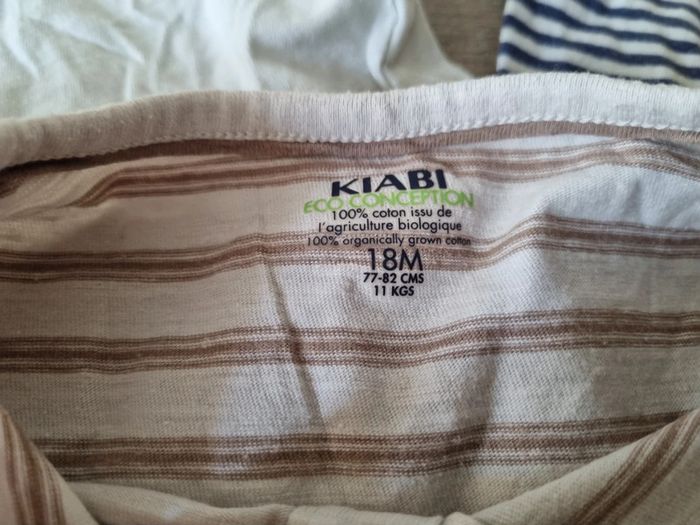 KIABI
ECO CONCEPTION
100% coton issu de
l'agriculture biologique
100% organically grown cotton
18M
77-82 CMS
11 KGS